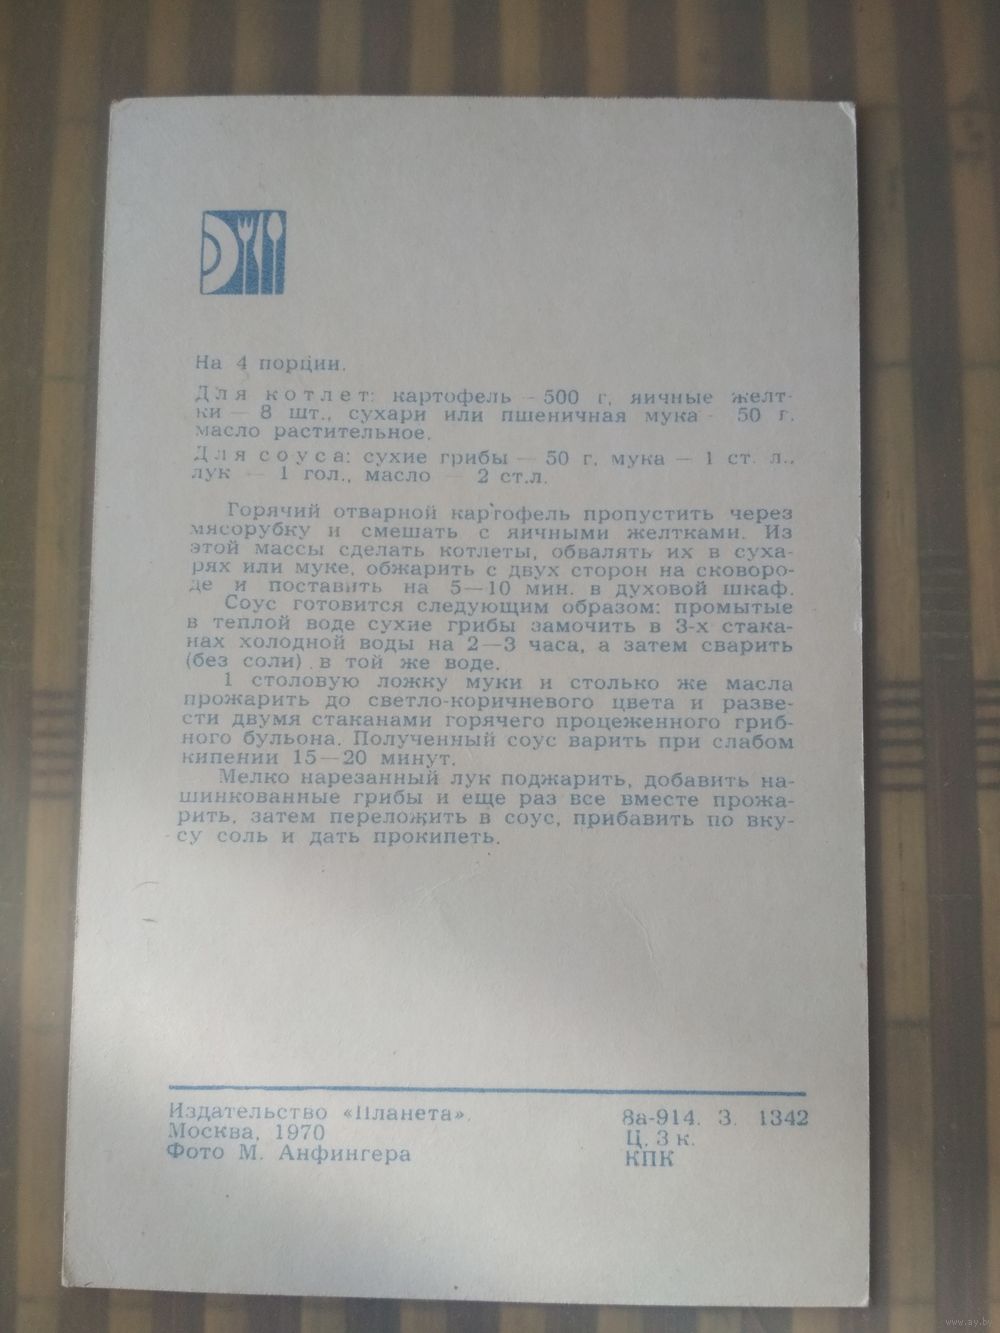 На 4 порции.
Для котлет: картофель — 500 г, яичные желт-
ки — 8 шт., сухари или пшеничная мука - 50 г,
масло растительное.
Для соуса: сухие грибы — 50 г, мука — 1 ст. л.,
лук — 1 гол., масло — 2 ст.л.
Горячий отварной картофель пропустить через
мясорубку и смешать с яичными желтками. Из
этой массы сделать котлеты, обвалять их в суха-
рях или муке, обжарить с двух сторон на сковоро-
де и поставить на 5—10 мин. в духовой шкаф.
Соус готовится следующим образом: промытые
в теплой воде сухие грибы замочить в 3-х стака-
нах холодной воды на 2—3 часа, а затем сварить
(без соли) в той же воде.
1 столовую ложку муки и столько же масла
прожарить до светло-коричневого цвета и разве-
сти двумя стаканами горячего процеженного гриб-
ного бульона. Полученный соус варить при слабом
кипении 15—20 минут.
Мелко нарезанный лук поджарить, добавить на-
шинкованные грибы и еще раз все вместе прожа-
рить, затем переложить в соус, прибавить по вку-
су соль и дать прокипеть.
Издательство «Планета».
Москва, 1970
Фото М. Анфингера
8а-914. З. 1342
Ц. 3 к.
КПК
www.ay.by